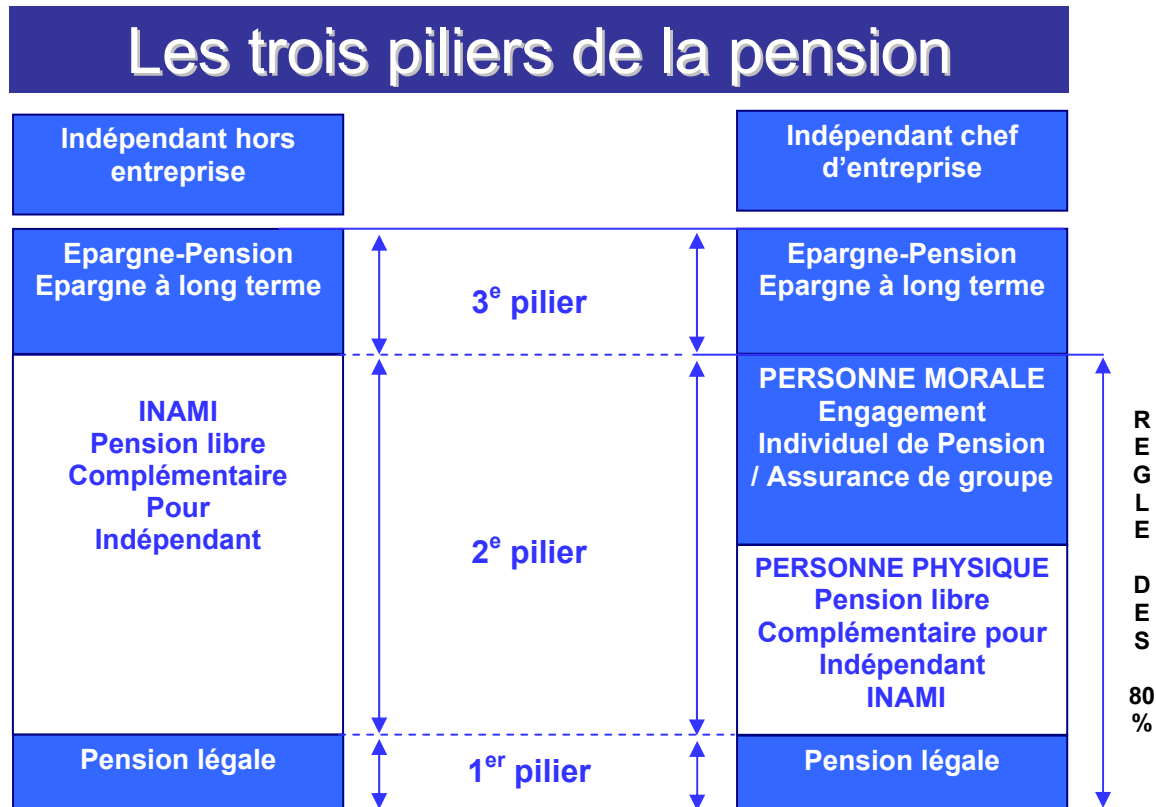 Les trois piliers de la pension
Indépendant hors
entreprise
Indépendant chef
d'entreprise
Epargne-Pension
Epargne à long terme
3e pilier
Epargne-Pension
Epargne à long terme
INAMI
Pension libre
Complémentaire
Pour
Indépendant
2e pilier
PERSONNE MORALE
Engagement
Individuel de Pension
/ Assurance de groupe
PERSONNE PHYSIQUE
Pension libre
Complémentaire pour
Indépendant
INAMI
REGLE DES 80 %
Pension légale
1er pilier
Pension légale